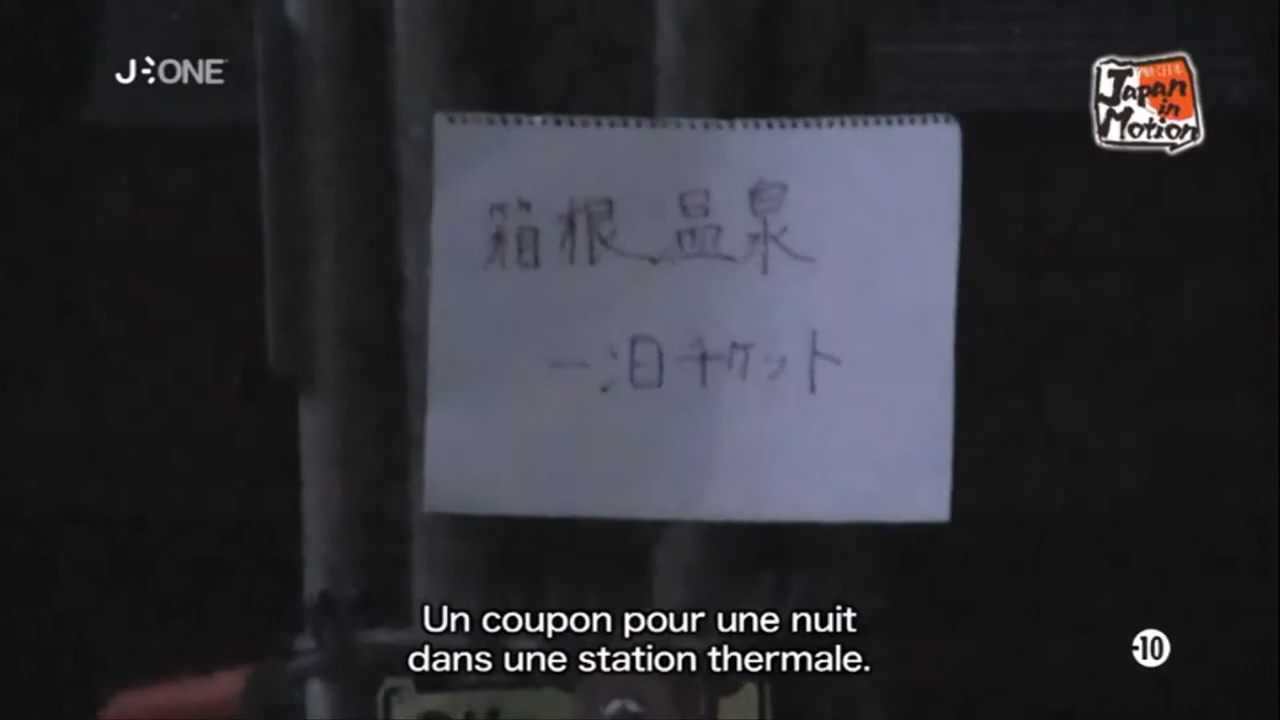 J:ONE
Japan
in
Motion
箱根温泉
一泊チケット
Un coupon pour une nuit
dans une station thermale.
-10